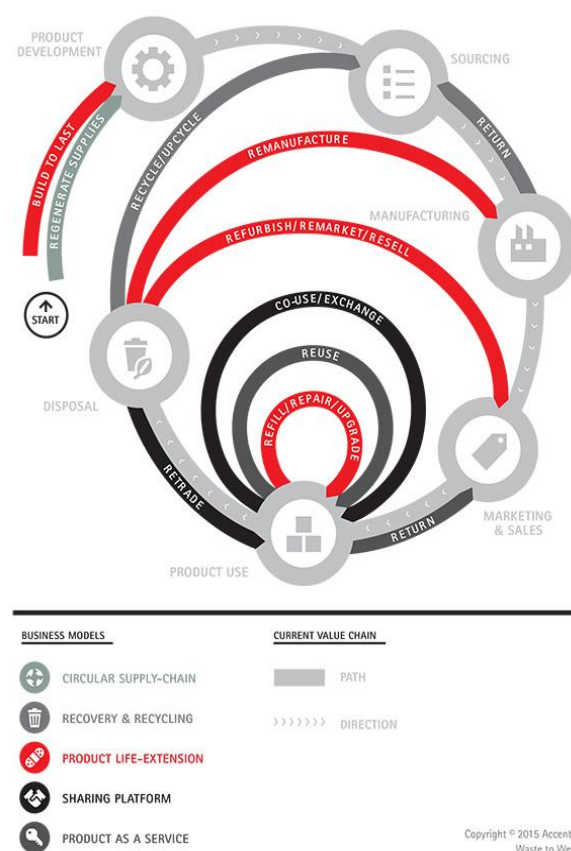 PRODUCT
DEVELOPMENT
SOURCING
BUILD TO LAST
REGENERATE SUPPLIES
RECYCLE/UPCYCLE
REMANUFACTURE
RETURN
MANUFACTURING
REFURBISH/REMARKET/RESELL
START
CO-USE/EXCHANGE
REUSE
REFILL/REPAIR/UPGRADE
DISPOSAL
RETRADE
MARKETING
& SALES
RETURN
PRODUCT USE
BUSINESS MODELS
CURRENT VALUE CHAIN
CIRCULAR SUPPLY-CHAIN
PATH
RECOVERY & RECYCLING
DIRECTION
PRODUCT LIFE-EXTENSION
SHARING PLATFORM
PRODUCT AS A SERVICE
Copyright © 2015 Accent
Waste to We